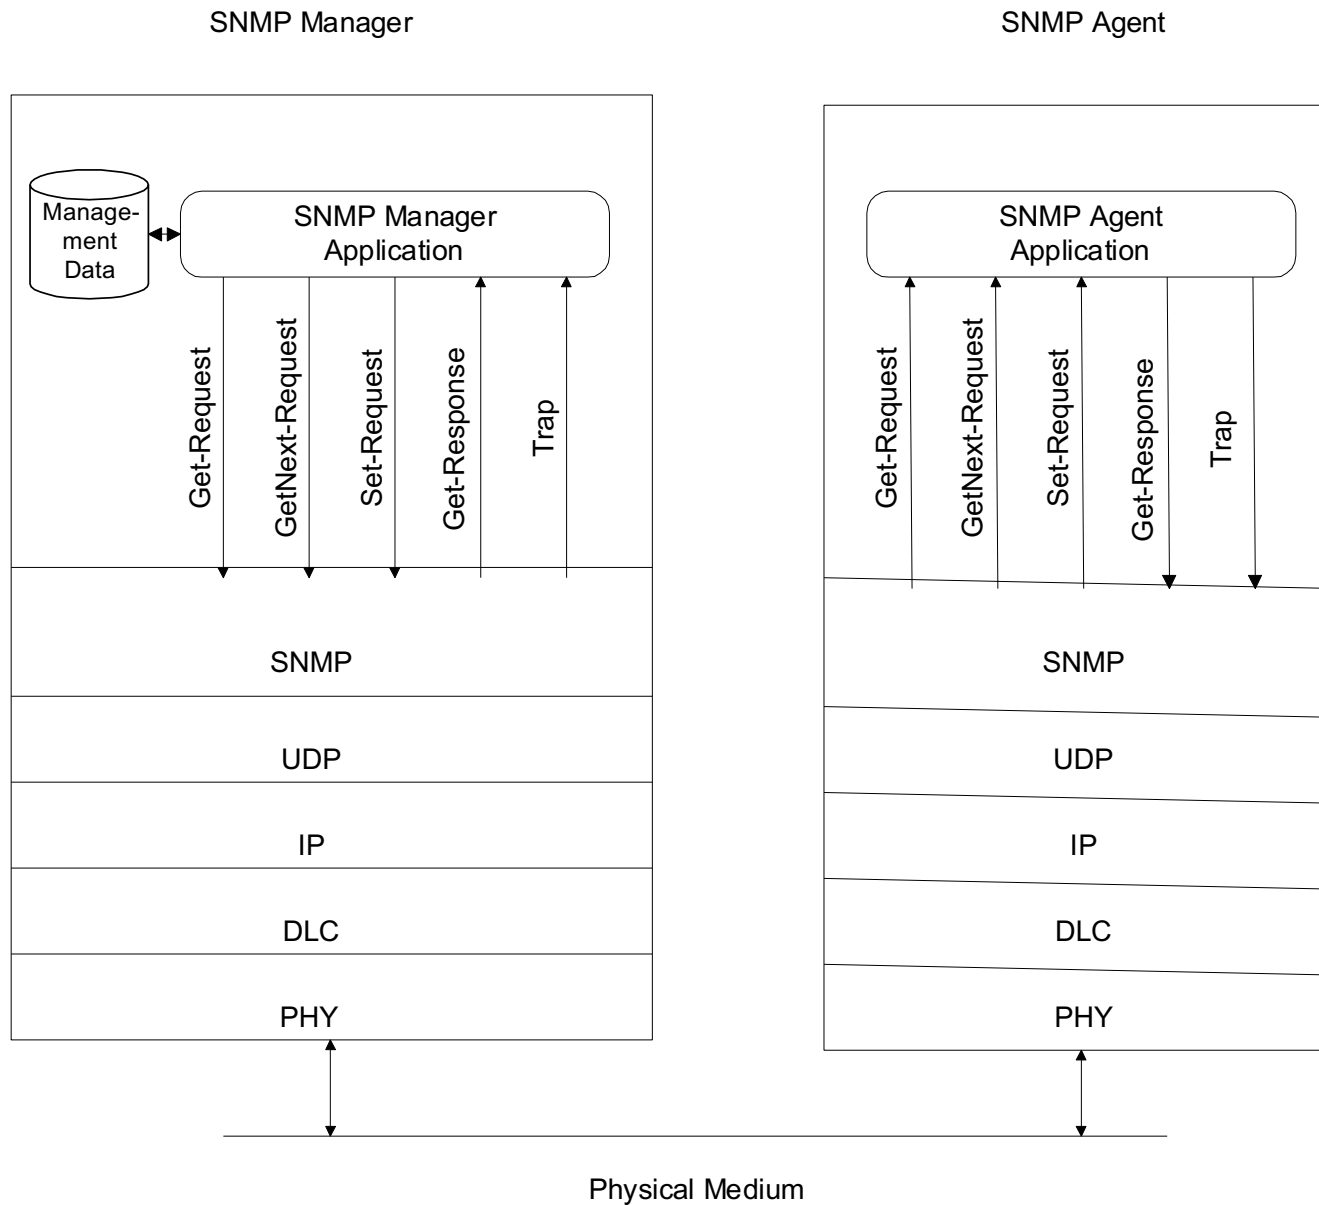 SNMP Manager
SNMP Agent
Manage-
ment
Data
SNMP Manager
Application
Get-Request
GetNext-Request
Set-Request
Get-Response
Trap
SNMP
UDP
IP
DLC
PHY
SNMP Agent
Application
Get-Request
GetNext-Request
Set-Request
Get-Response
Trap
SNMP
UDP
IP
DLC
PHY
Physical Medium